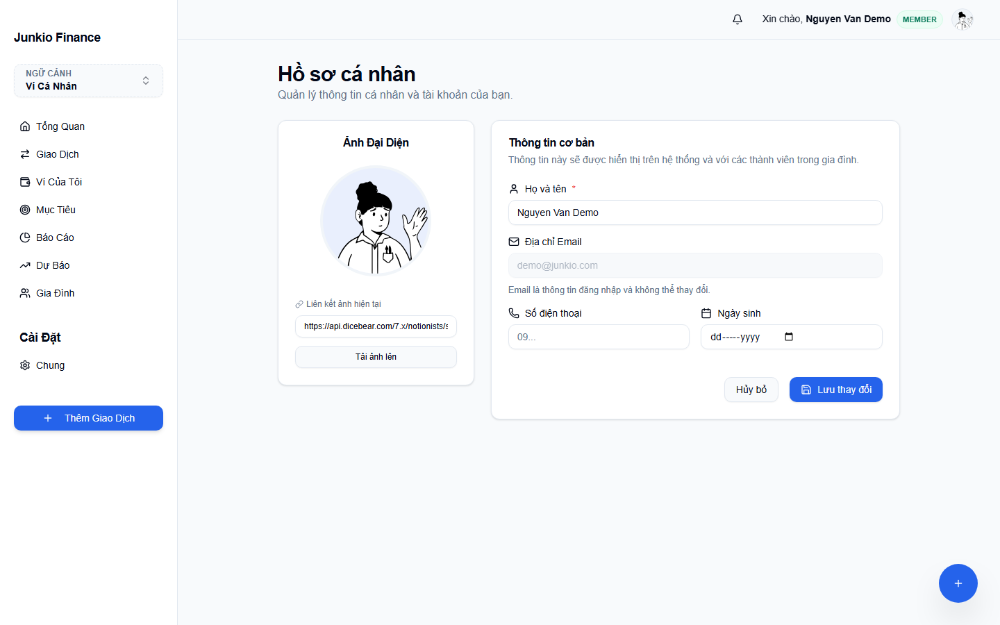 Junkio Finance
NGỮ CẢNH
Ví Cá Nhân
Tổng Quan
Giao Dịch
Ví Của Tôi
Mục Tiêu
Báo Cáo
Dự Báo
Gia Đình
Cài Đặt
Chung
Thêm Giao Dịch
Xin chào, Nguyen Van Demo MEMBER
Hồ sơ cá nhân
Quản lý thông tin cá nhân và tài khoản của bạn.
Ảnh Đại Diện
Liên kết ảnh hiện tại
https://api.dicebear.com/7.x/notionists/s
Tải ảnh lên
Thông tin cơ bản
Thông tin này sẽ được hiển thị trên hệ thống và với các thành viên trong gia đình.
Họ và tên *
Nguyen Van Demo
Địa chỉ Email
demo@junkio.com
Email là thông tin đăng nhập và không thể thay đổi.
Số điện thoại
09...
Ngày sinh
dd-----yyyy
Hủy bỏ
Lưu thay đổi